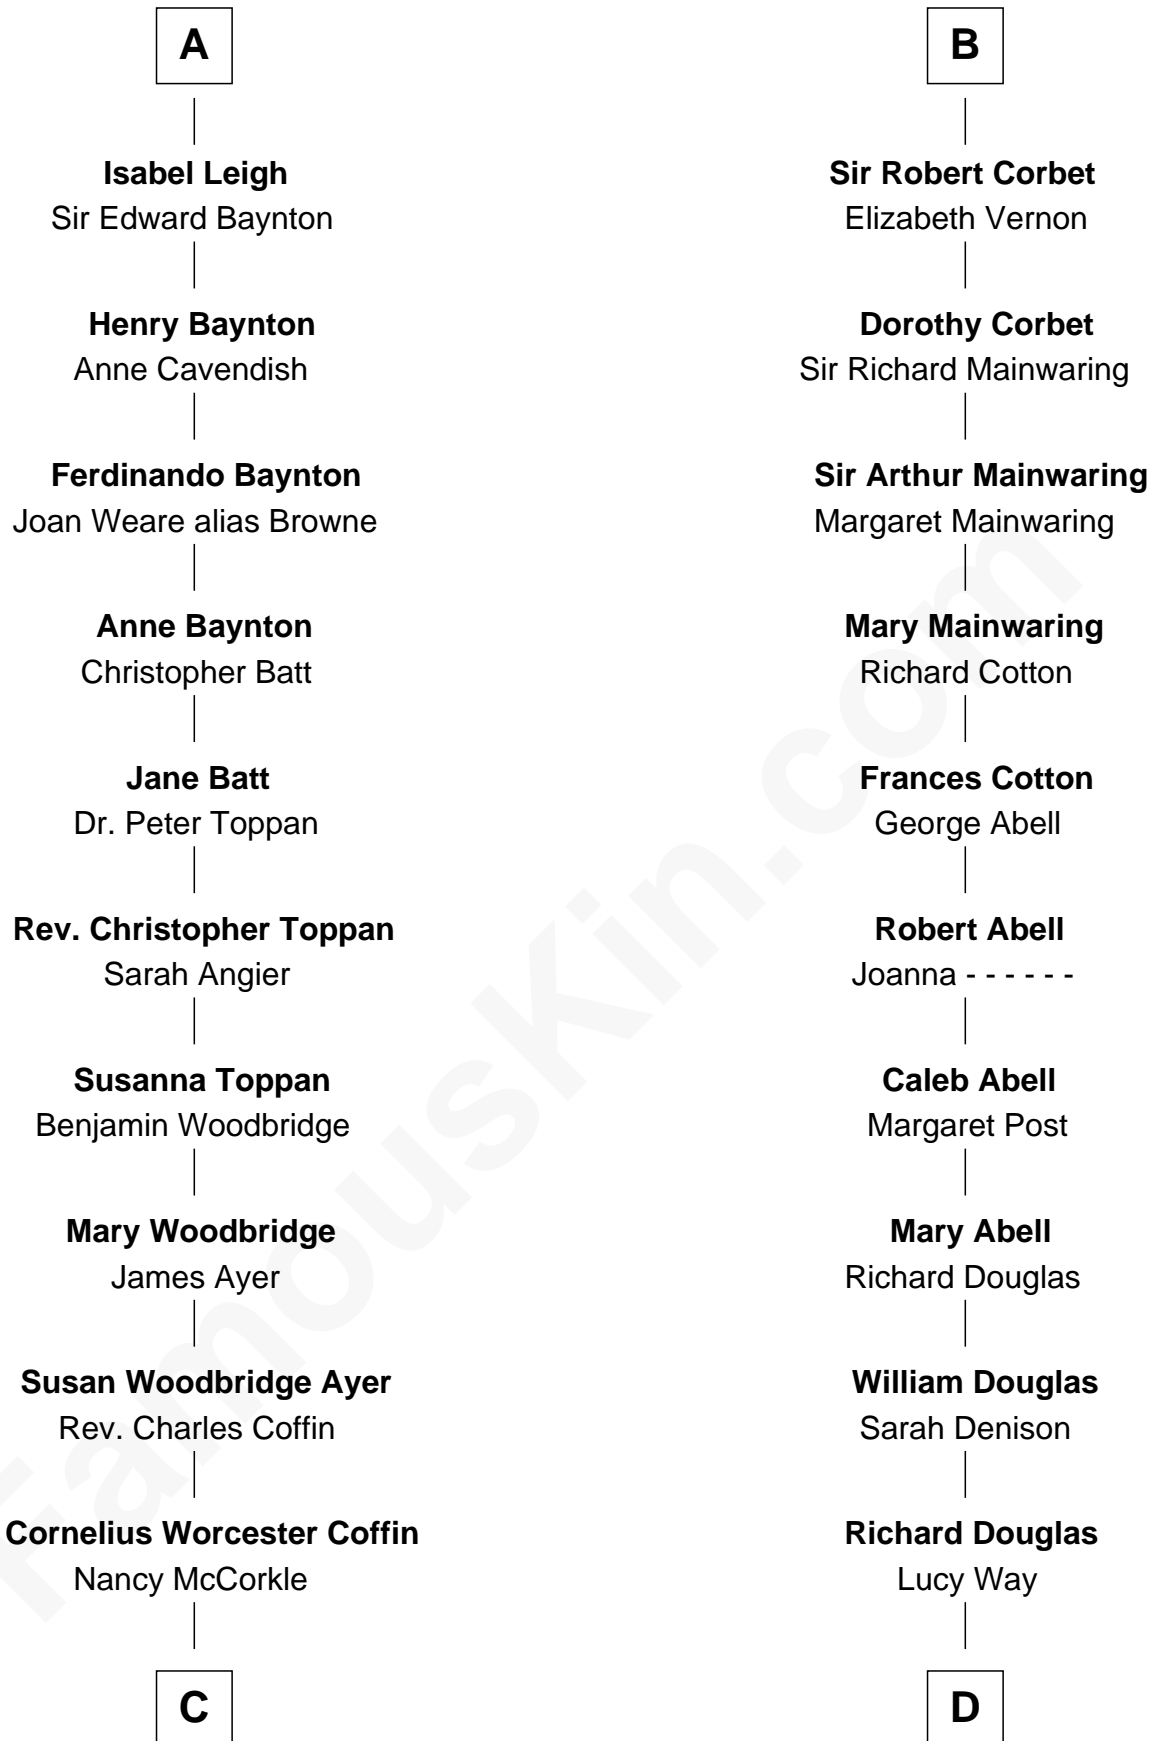 A
Isabel Leigh
Sir Edward Baynton
Henry Baynton
Anne Cavendish
Ferdinando Baynton
Joan Weare alias Browne
Anne Baynton
Christopher Batt
Jane Batt
Dr. Peter Toppan
Rev. Christopher Toppan
Sarah Angier
Susanna Toppan
Benjamin Woodbridge
Mary Woodbridge
James Ayer
Susan Woodbridge Ayer
Rev. Charles Coffin
Cornelius Worcester Coffin
Nancy McCorkle
C
B
Sir Robert Corbet
Elizabeth Vernon
Dorothy Corbet
Sir Richard Mainwaring
Sir Arthur Mainwaring
Margaret Mainwaring
Mary Mainwaring
Richard Cotton
Frances Cotton
George Abell
Robert Abell
Joanna - - - - - -
Caleb Abell
Margaret Post
Mary Abell
Richard Douglas
William Douglas
Sarah Denison
Richard Douglas
Lucy Way
D
FamousKin.com